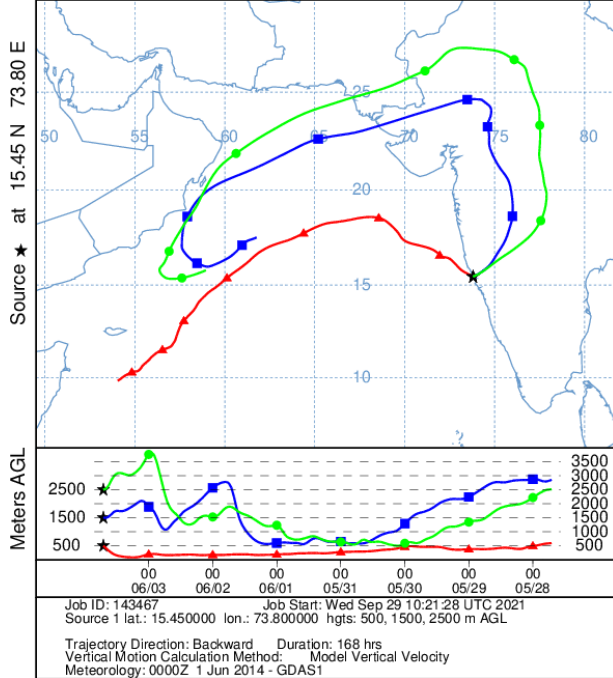 Source ★ at 15.45 N 73.80 E
25
50 60 70 75 80
20
15
10
Meters AGL
3500
3000
2500 2500
2000
1500 1500
1000
500 500
00 00 00 00 00 00 00
06/03 06/02 06/01 05/31 05/30 05/29 05/28
Job ID: 143467 Job Start: Wed Sep 29 10:21:28 UTC 2021
Source 1 lat.: 15.450000 lon.: 73.800000 hgts: 500, 1500, 2500 m AGL
Trajectory Direction: Backward Duration: 168 hrs
Vertical Motion Calculation Method: Model Vertical Velocity
Meteorology: 0000Z 1 Jun 2014 - GDAS1